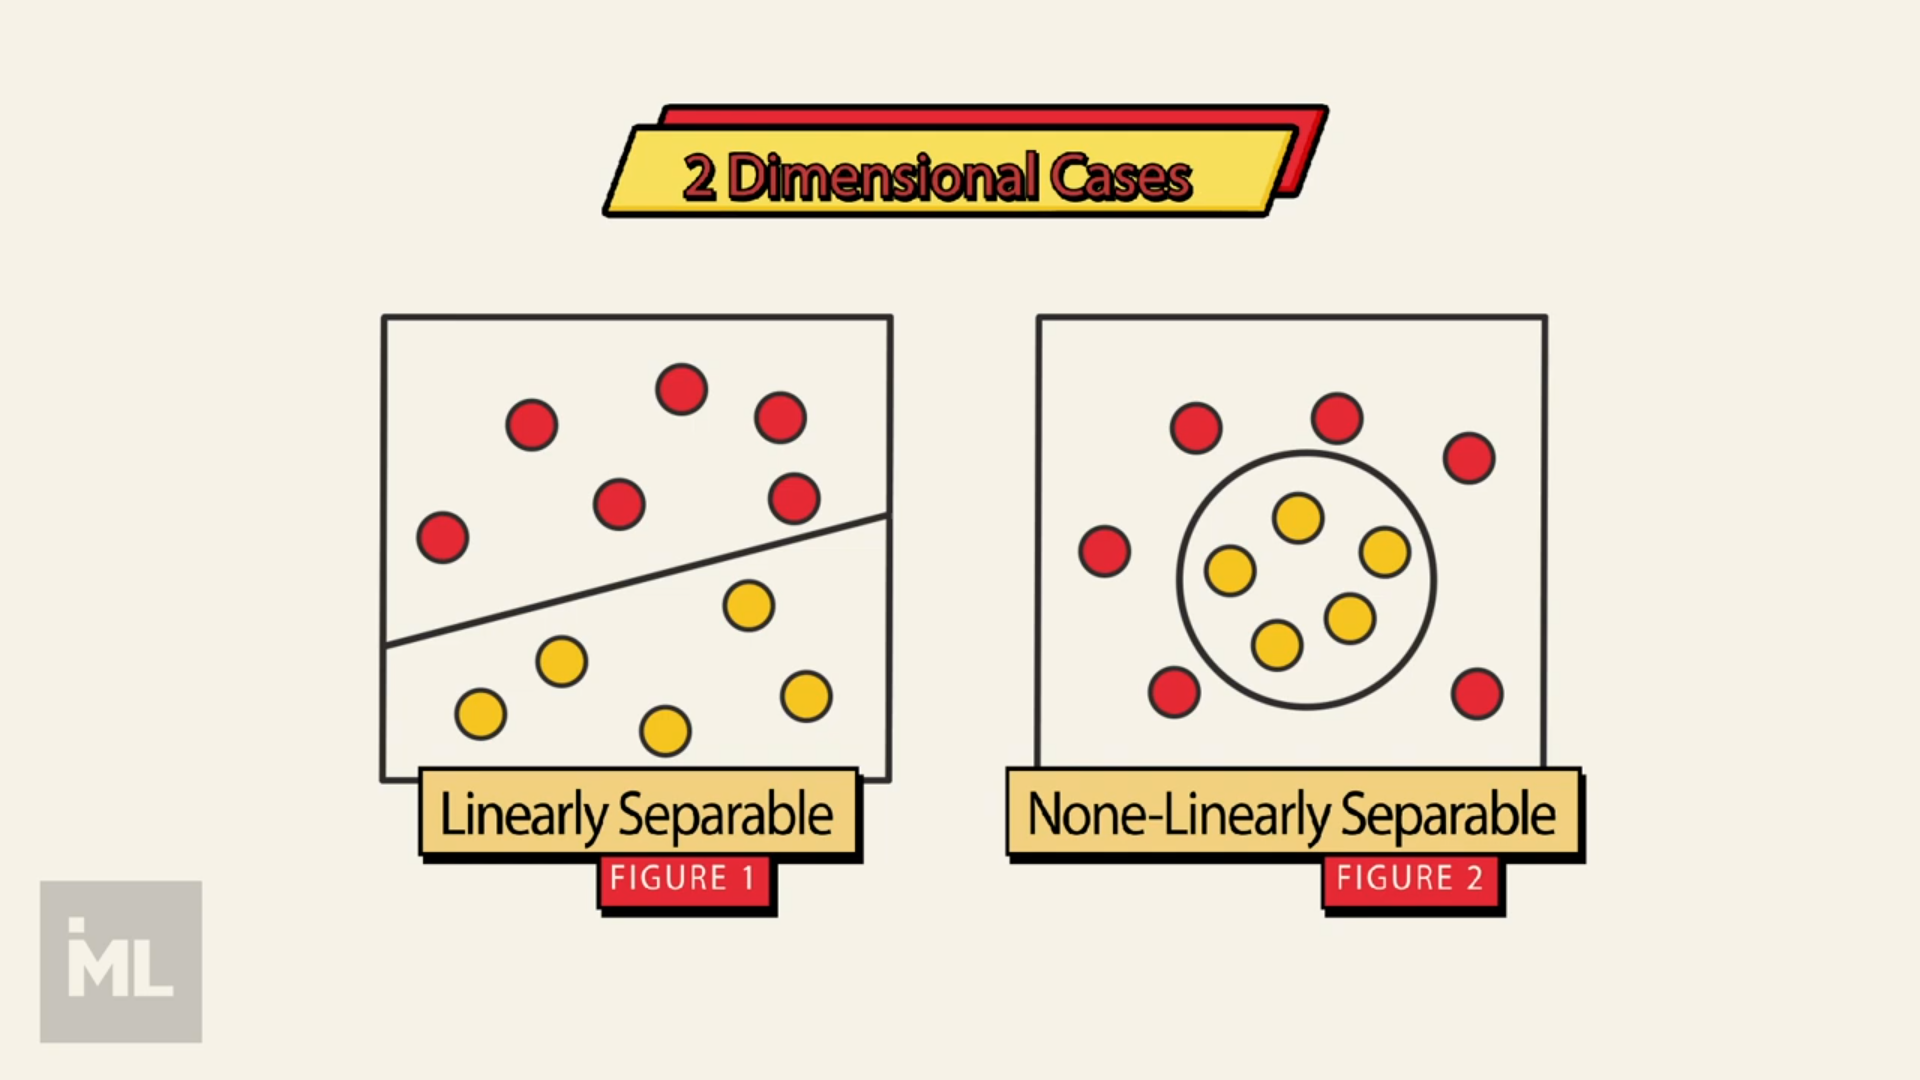 2 Dimensional Cases
Linearly Separable
FIGURE 1
None-Linearly Separable
FIGURE 2
iML